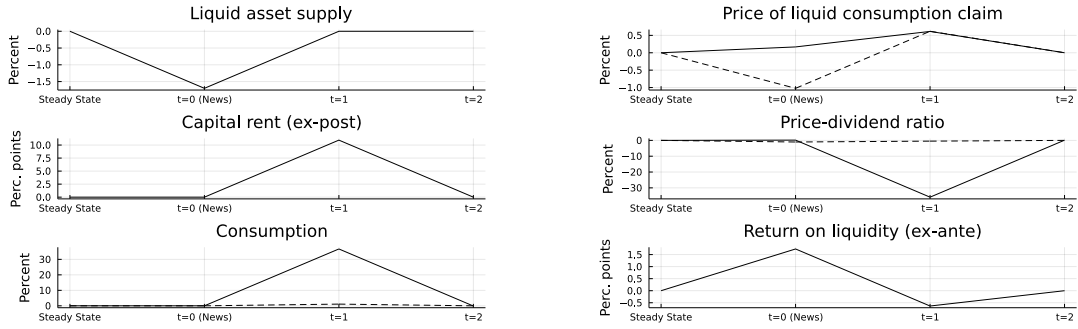 Liquid asset supply
Percent
0.0
−0.5
−1.0
−1.5
Steady State
t=0 (News)
t=1
t=2
Price of liquid consumption claim
Percent
0.5
0.0
−0.5
−1.0
Steady State
t=0 (News)
t=1
t=2
Capital rent (ex-post)
Perc. points
10.0
7.5
5.0
2.5
0.0
Steady State
t=0 (News)
t=1
t=2
Price-dividend ratio
Percent
0
−10
−20
−30
Steady State
t=0 (News)
t=1
t=2
Consumption
Percent
30
20
10
0
Steady State
t=0 (News)
t=1
t=2
Return on liquidity (ex-ante)
Perc. points
1.5
1.0
0.5
0.0
−0.5
Steady State
t=0 (News)
t=1
t=2